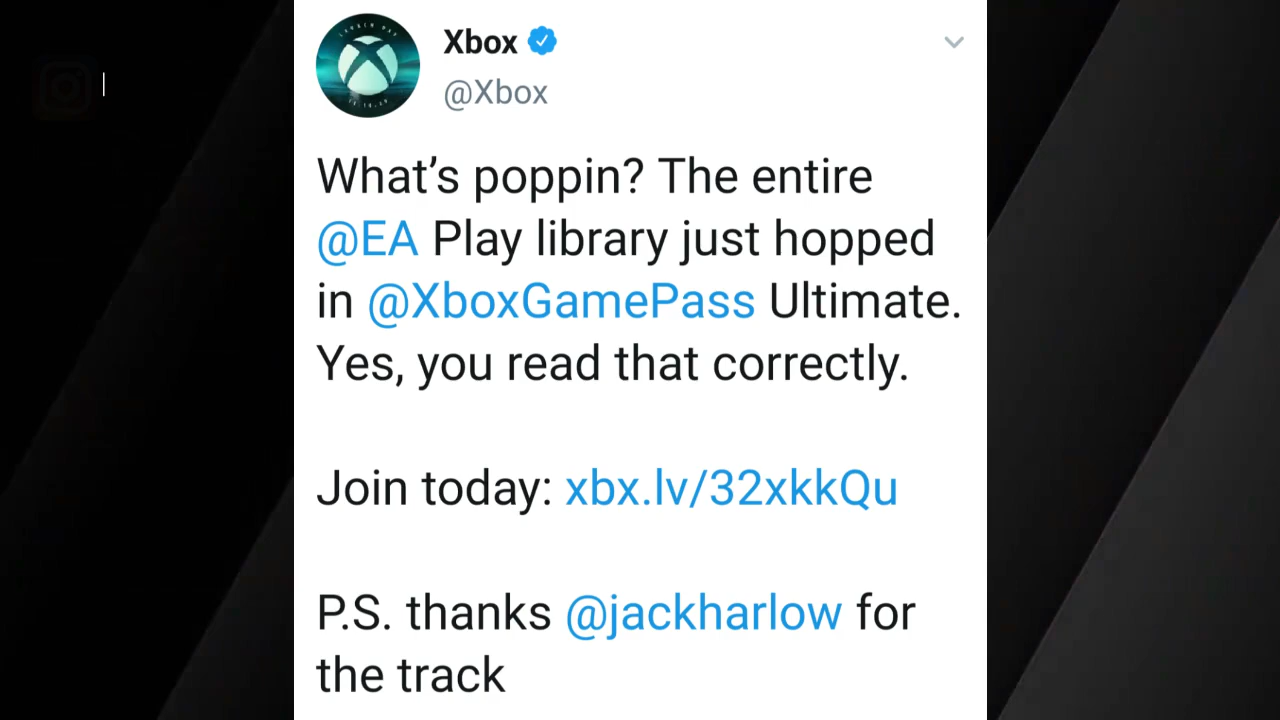 Xbox
@Xbox
What’s poppin? The entire
@EA Play library just hopped
in @XboxGamePass Ultimate.
Yes, you read that correctly.
Join today: xbx.lv/32xkkQu
P.S. thanks @jackharlow for
the track